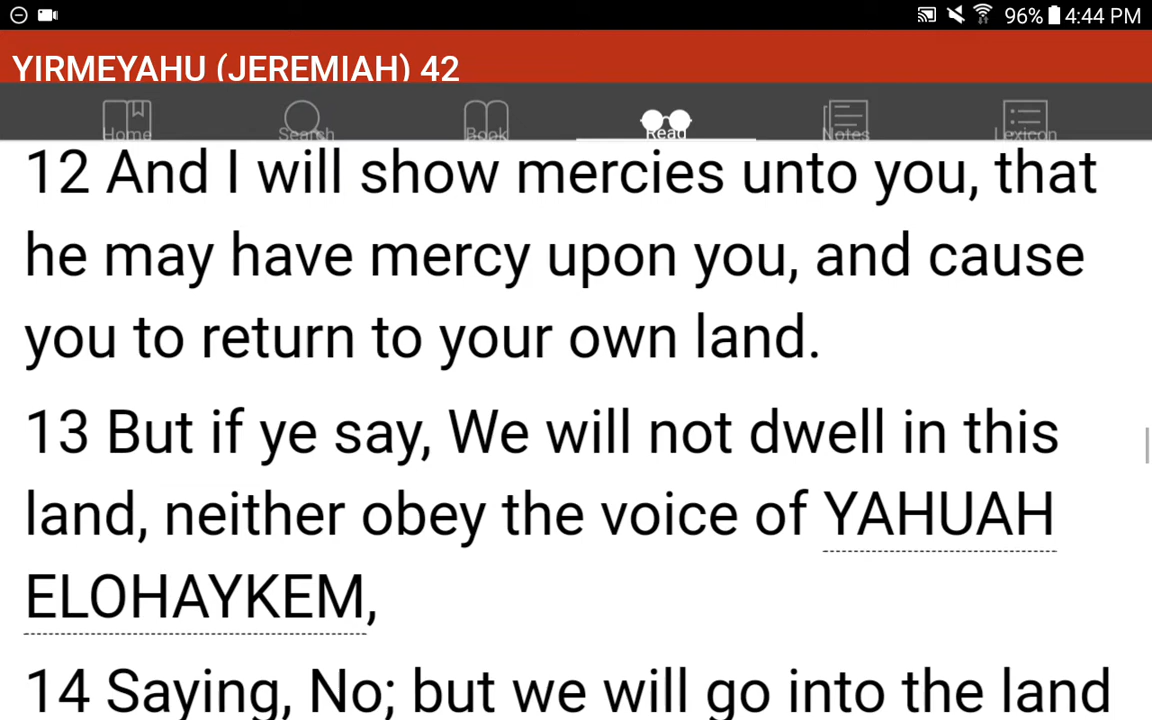 96% 4:44 PM
YIRMEYAHU (JEREMIAH) 42
Home Search Book Read Notes Lexicon
12 And I will show mercies unto you, that
he may have mercy upon you, and cause
you to return to your own land.
13 But if ye say, We will not dwell in this
land, neither obey the voice of YAHUAH
ELOHAYKEM,
14 Saying, No; but we will go into the land